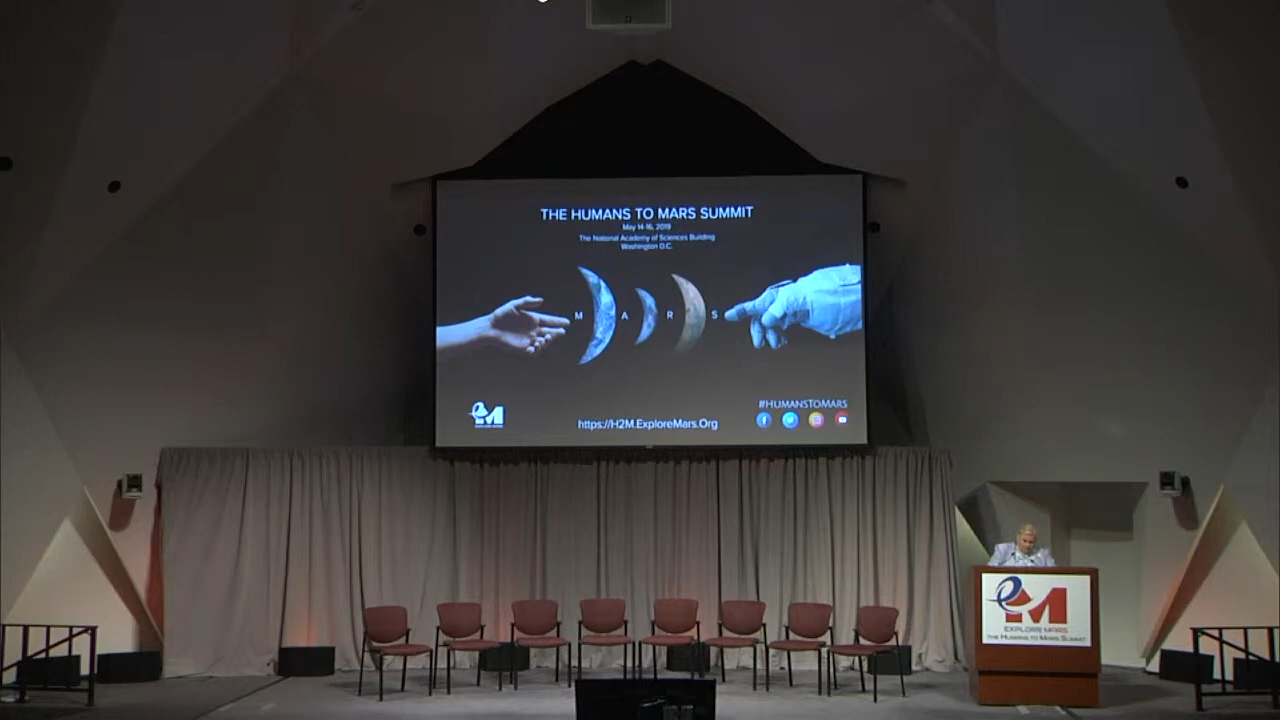 THE HUMANS TO MARS SUMMIT
May 14-16, 2019
The National Academy of Sciences Building
Washington D.C.
M A R S
#HUMANSTOMARS
M
https://H2M.ExploreMars.Org
eM
EXPLORE MARS
THE HUMANS TO MARS SUMMIT